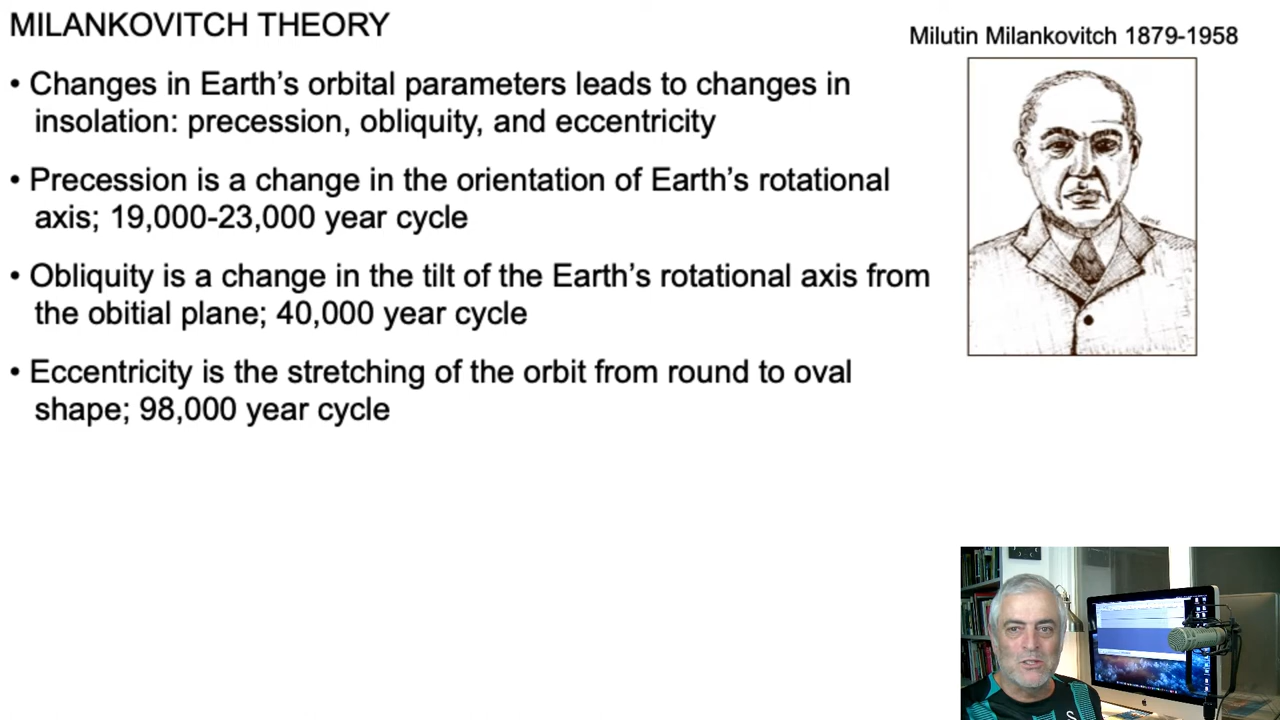 MILANKOVITCH THEORY
Milutin Milankovitch 1879-1958
• Changes in Earth's orbital parameters leads to changes in
insolation: precession, obliquity, and eccentricity
• Precession is a change in the orientation of Earth's rotational
axis; 19,000-23,000 year cycle
• Obliquity is a change in the tilt of the Earth's rotational axis from
the obitial plane; 40,000 year cycle
• Eccentricity is the stretching of the orbit from round to oval
shape; 98,000 year cycle